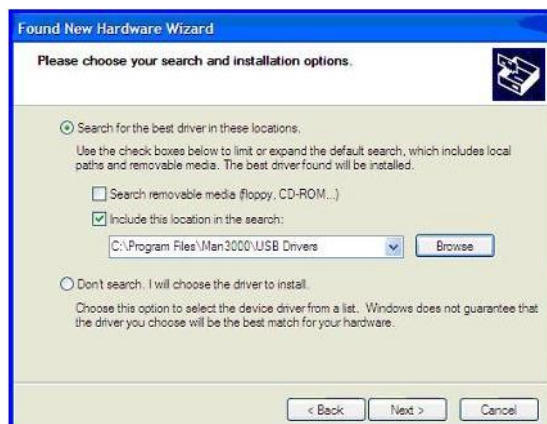 Found New Hardware Wizard
Please choose your search and installation options.
Search for the best driver in these locations.
Use the check boxes below to limit or expand the default search, which includes local
paths and removable media. The best driver found will be installed.
Search removable media (floppy, CD-ROM...)
Include this location in the search:
C:\Program Files\Man3000\USB Drivers
Browse
Don't search. I will choose the driver to install.
Choose this option to select the device driver from a list. Windows does not guarantee that
the driver you choose will be the best match for your hardware.
< Back Next > Cancel